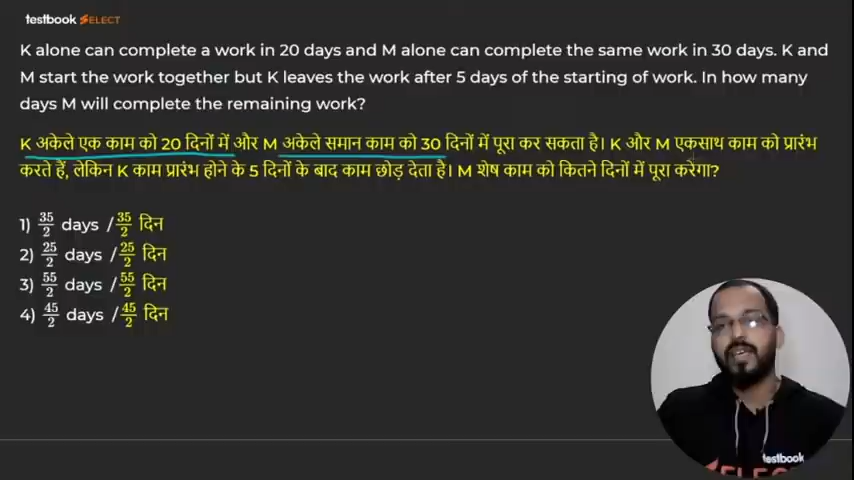 testbook SELECT
K alone can complete a work in 20 days and M alone can complete the same work in 30 days. K and
M start the work together but K leaves the work after 5 days of the starting of work. In how many
days M will complete the remaining work?
K अकेले एक काम को 20 दिनों में और M अकेले समान काम को 30 दिनों में पूरा कर सकता है। K और M एकसाथ काम को प्रारंभ
करते हैं, लेकिन K काम प्रारंभ होने के 5 दिनों के बाद काम छोड़ देता है। M शेष काम को कितने दिनों में पूरा करेगा?
1) 35/2 days / 35/2 दिन
2) 25/2 days / 25/2 दिन
3) 55/2 days / 55/2 दिन
4) 45/2 days / 45/2 दिन
testbook
SELECT